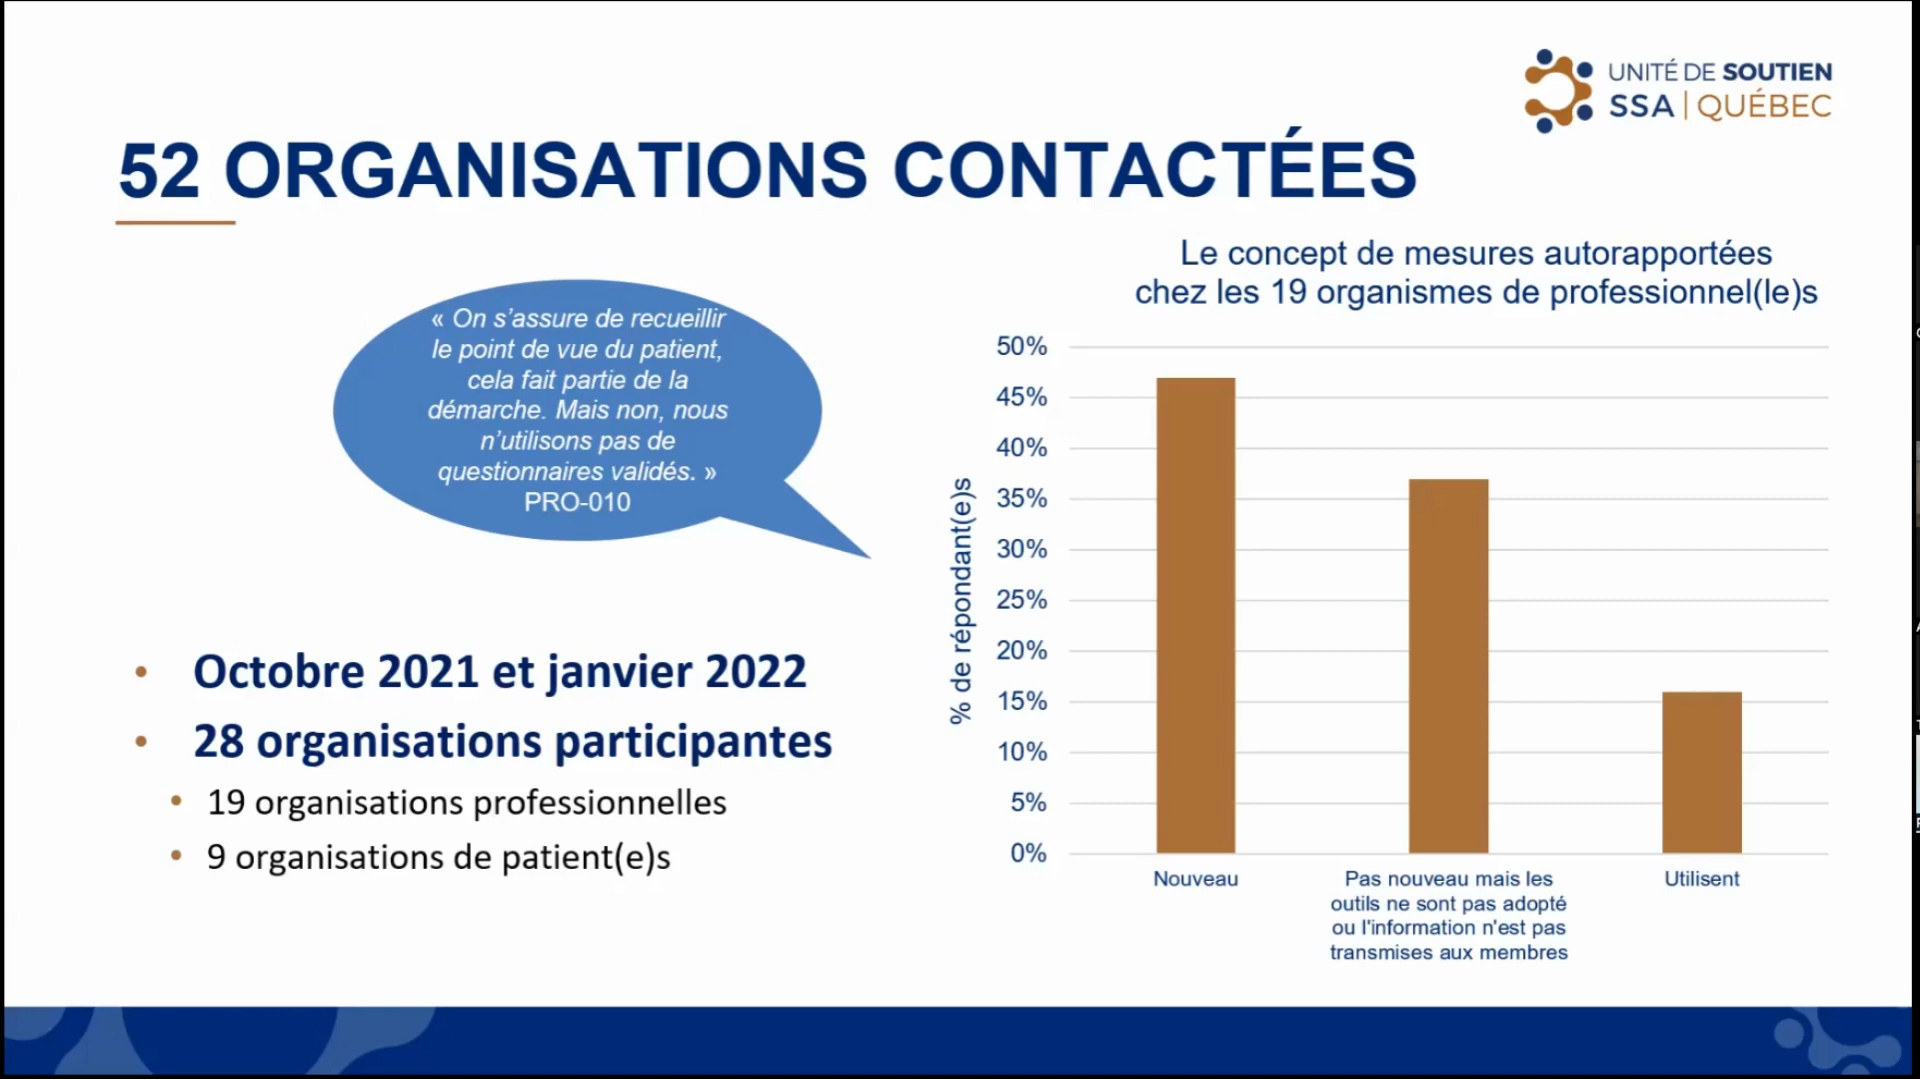 UNITÉ DE SOUTIEN
SSA | QUÉBEC
52 ORGANISATIONS CONTACTÉES
« On s'assure de recueillir
le point de vue du patient,
cela fait partie de la
démarche. Mais non, nous
n'utilisons pas de
questionnaires validés. »
PRO-010
• Octobre 2021 et janvier 2022
• 28 organisations participantes
• 19 organisations professionnelles
• 9 organisations de patient(e)s
Le concept de mesures autorapportées
chez les 19 organismes de professionnel(le)s
% de répondant(e)s
50%
45%
40%
35%
30%
25%
20%
15%
10%
5%
0%
Nouveau
Pas nouveau mais les
outils ne sont pas adopté
ou l'information n'est pas
transmises aux membres
Utilisent